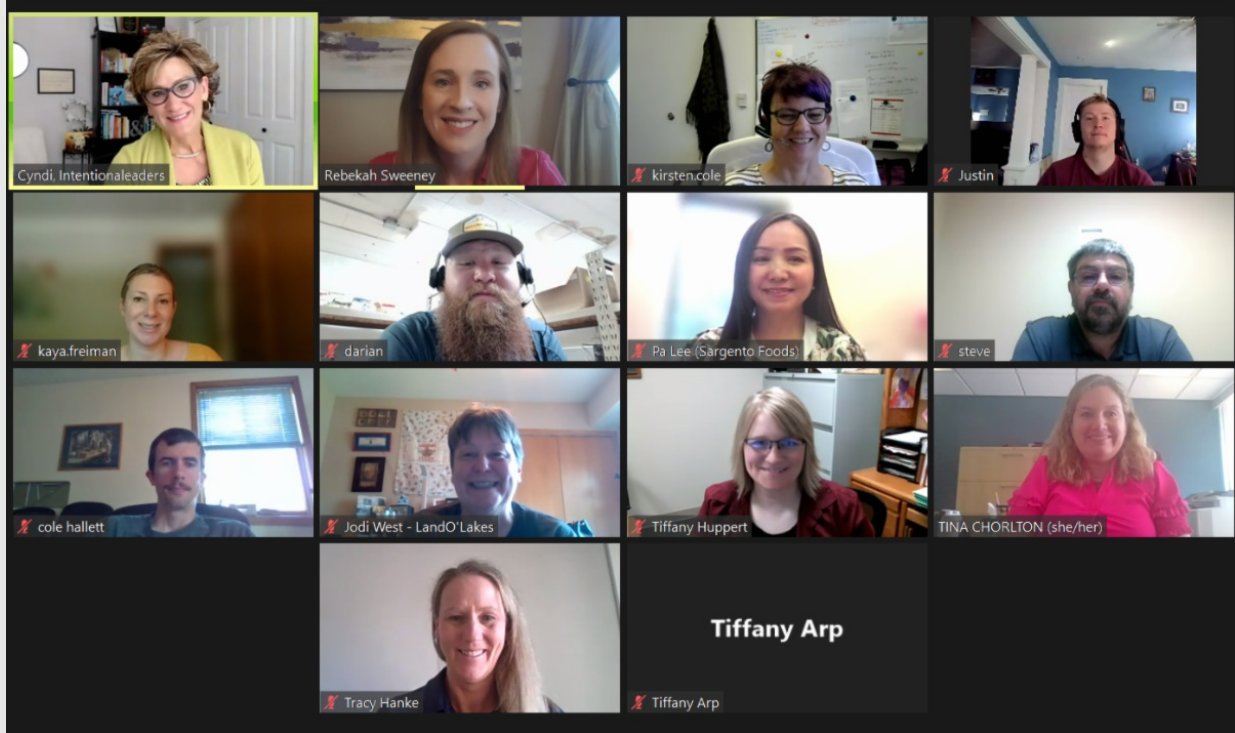 Cyndi, Intentionaleaders
Rebekah Sweeney
kirsten.cole
Justin
kaya.freiman
darian
Pa Lee (Sargento Foods)
steve
cole hallett
Jodi West - LandO'Lakes
Tiffany Huppert
TINA CHORLTON (she/her)
Tiffany Arp
Tracy Hanke
Tiffany Arp